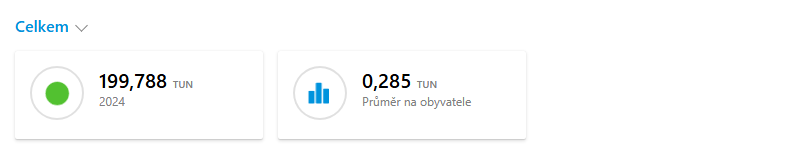 Celkem
199,788 TUN
2024
0,285 TUN
Průměr na obyvatele